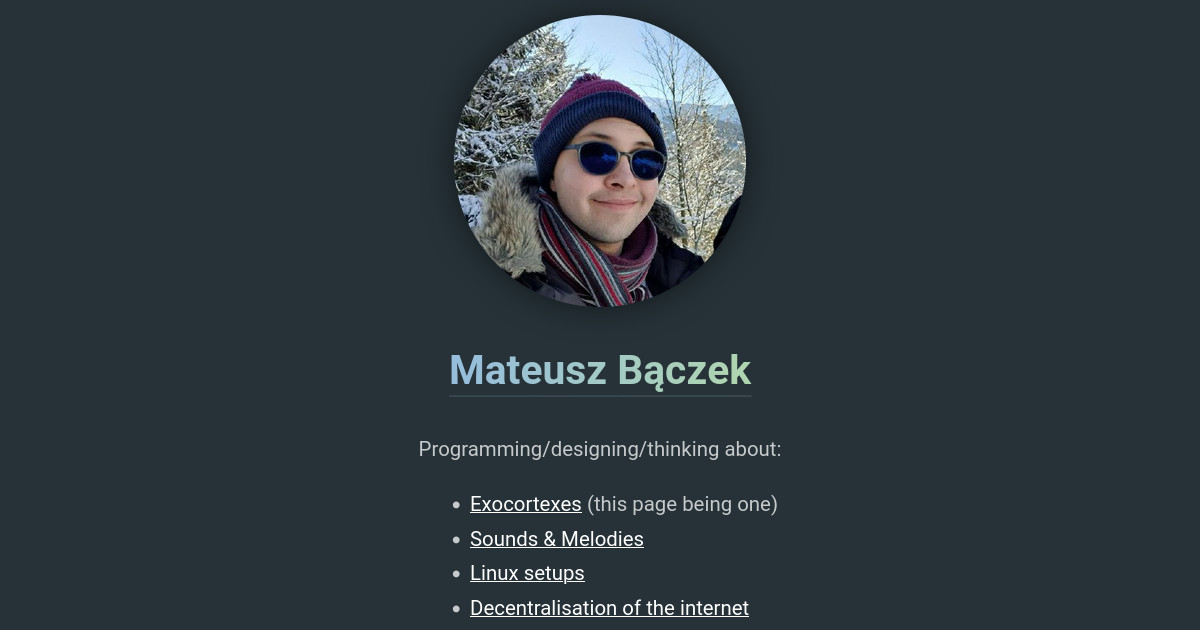 Mateusz Bączek
Programming/designing/thinking about:
• Exocortexes (this page being one)
• Sounds & Melodies
• Linux setups
• Decentralisation of the internet